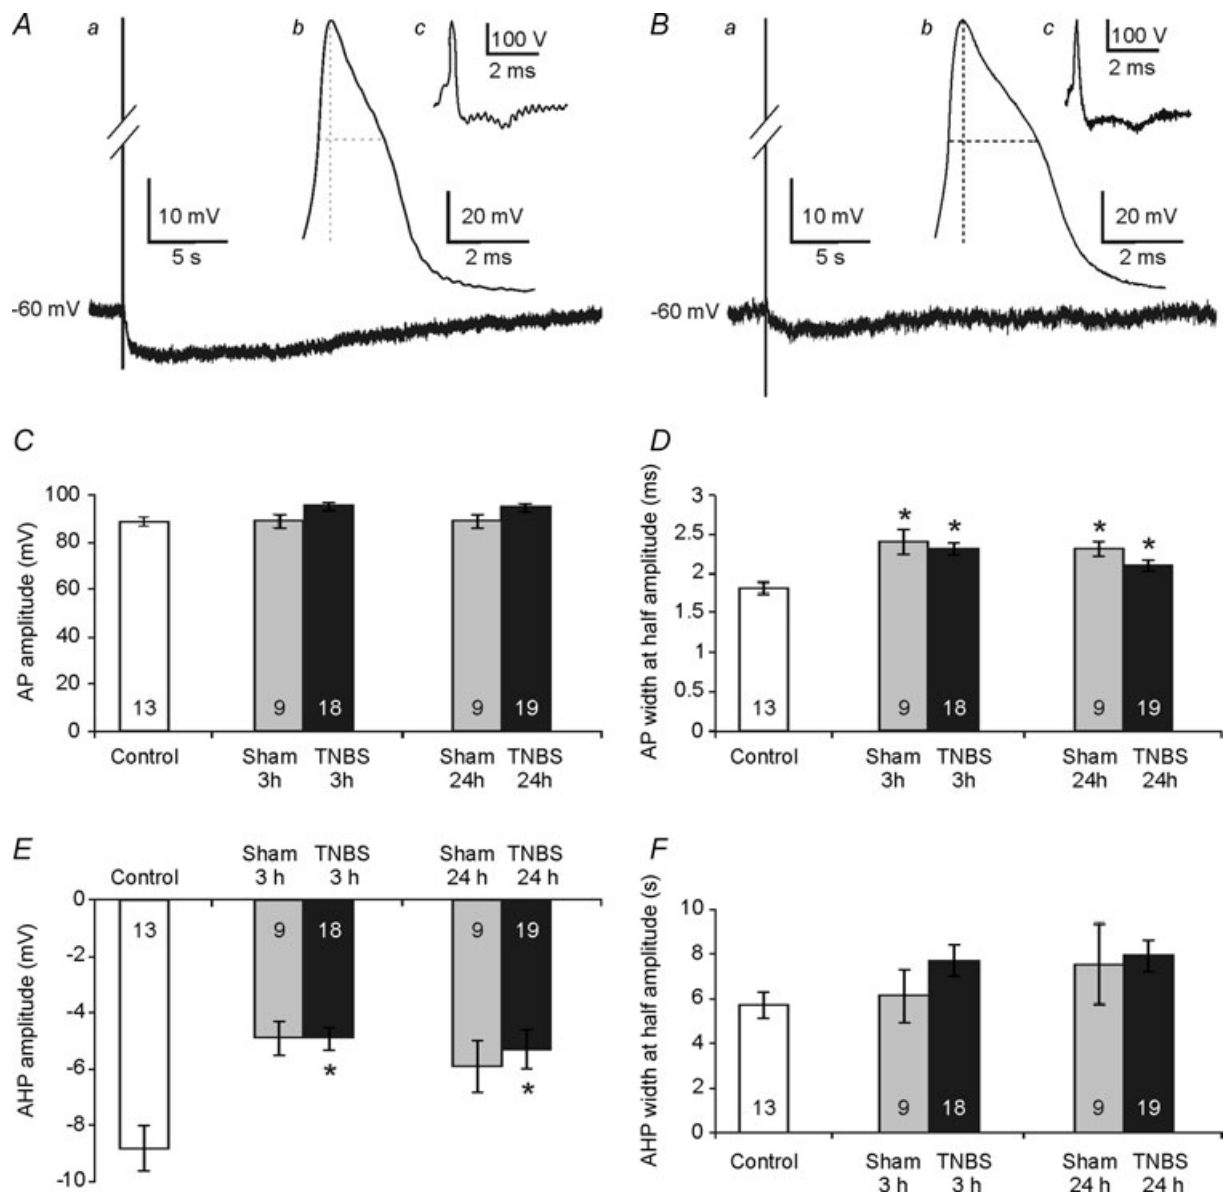 A a b c 100 V
2 ms
10 mV 20 mV
5 s 2 ms
-60 mV
B a b c 100 V
2 ms
10 mV 20 mV
5 s 2 ms
-60 mV
C
AP amplitude (mV)
100
80
60
40
20
0
13 9 18 9 19
Control Sham TNBS Sham TNBS
3h 3h 24h 24h
D
AP width at half amplitude (ms)
3
2.5
2
1.5
1
0.5
0
* * * *
13 9 18 9 19
Control Sham TNBS Sham TNBS
3h 3h 24h 24h
E
AHP amplitude (mV)
Sham TNBS Sham TNBS
Control 3 h 3 h 24 h 24 h
0
-2
-4
-6
-8
-10
13 9 18 9 19
* *
F
AHP width at half amplitude (s)
10
8
6
4
2
0
13 9 18 9 19
Control Sham TNBS Sham TNBS
3 h 3 h 24 h 24 h